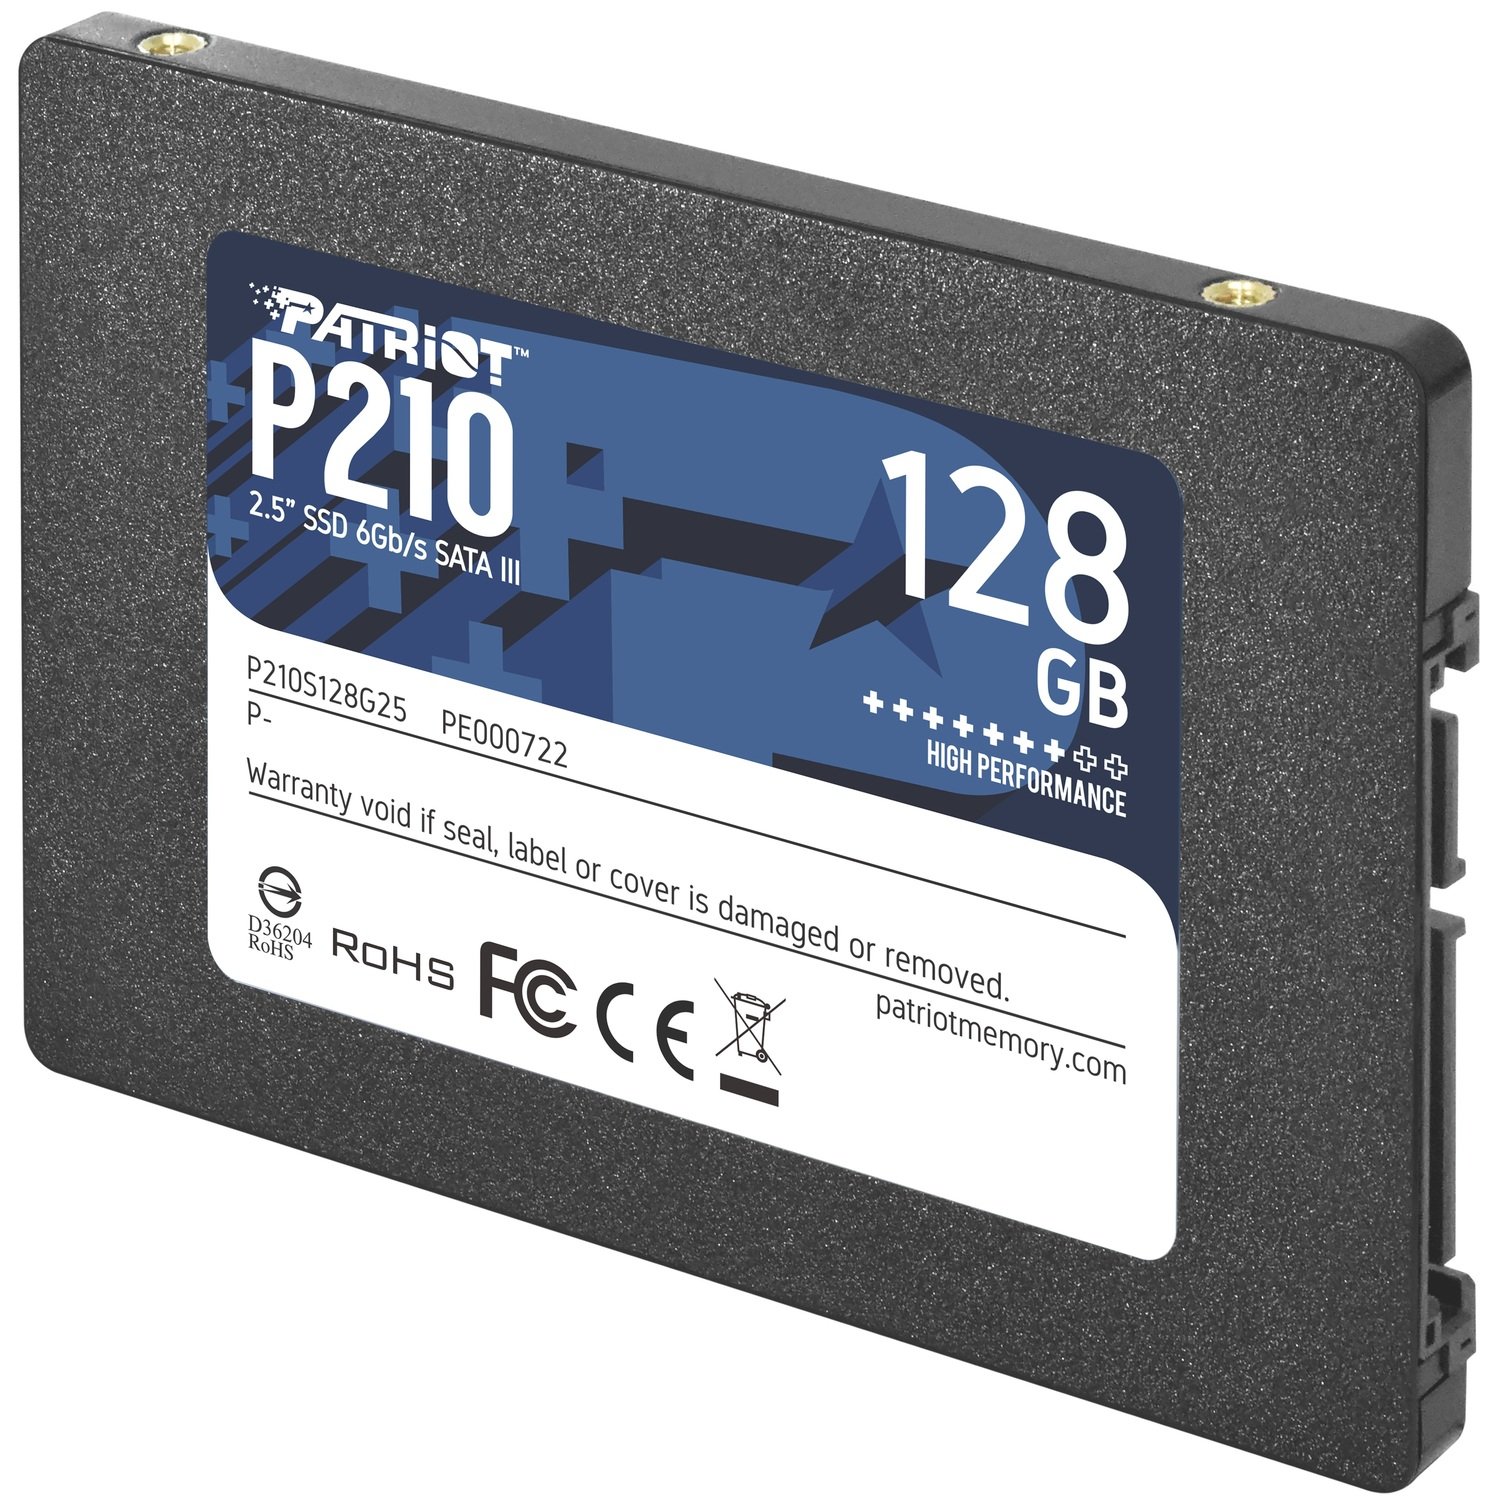 PATRiOT™
P210
2.5” SSD 6Gb/s SATA III
128
GB
HIGH PERFORMANCE
P210S128G25 PE000722
P-
Warranty void if seal, label or cover is damaged or removed.
patriotmemory.com
D36204
RoHS
RoHS
FC CE